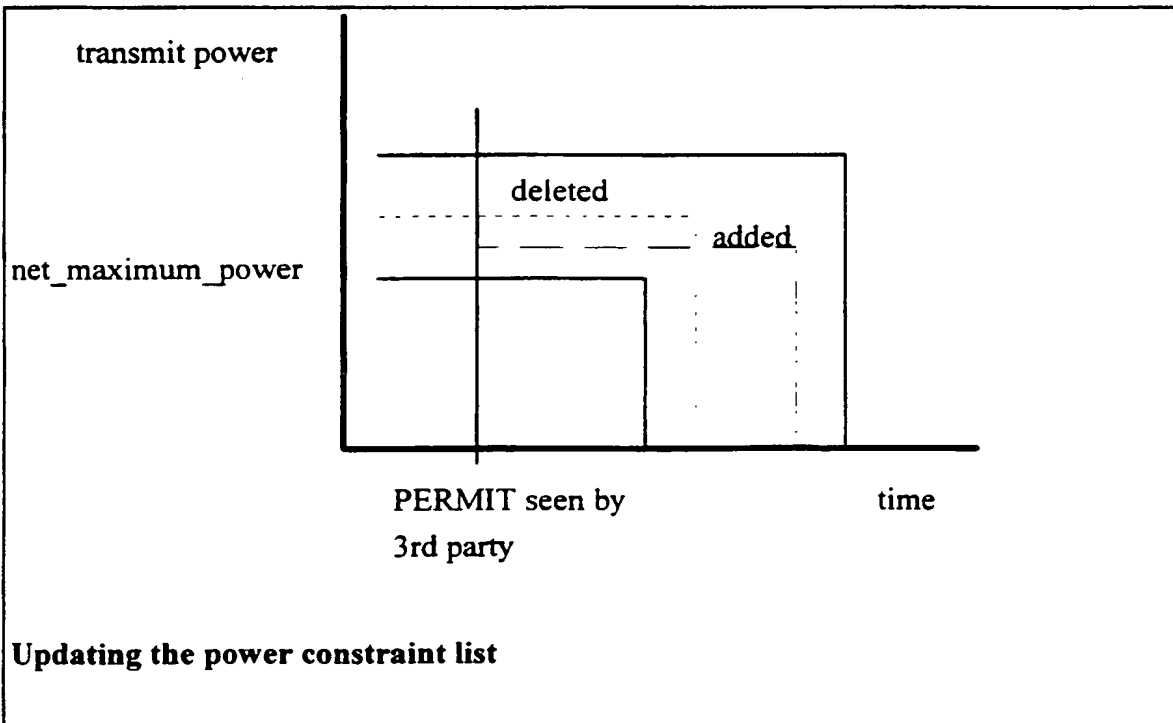 transmit power
deleted
added
net_maximum_power
PERMIT seen by
3rd party
time
Updating the power constraint list